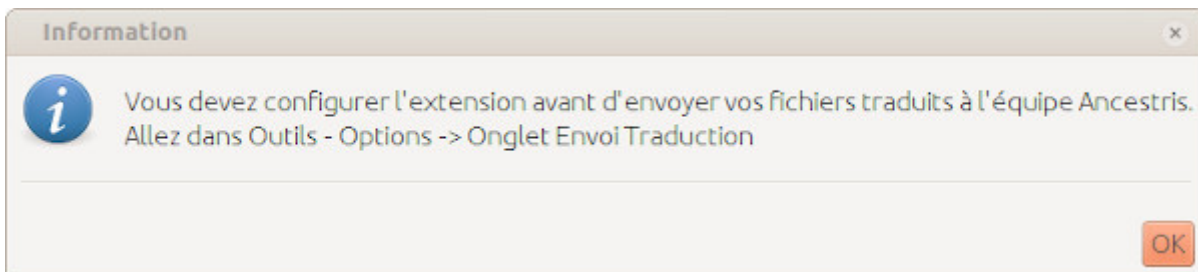 Information
Vous devez configurer l'extension avant d'envoyer vos fichiers traduits à l'équipe Ancestris.
Allez dans Outils - Options -> Onglet Envoi Traduction
OK